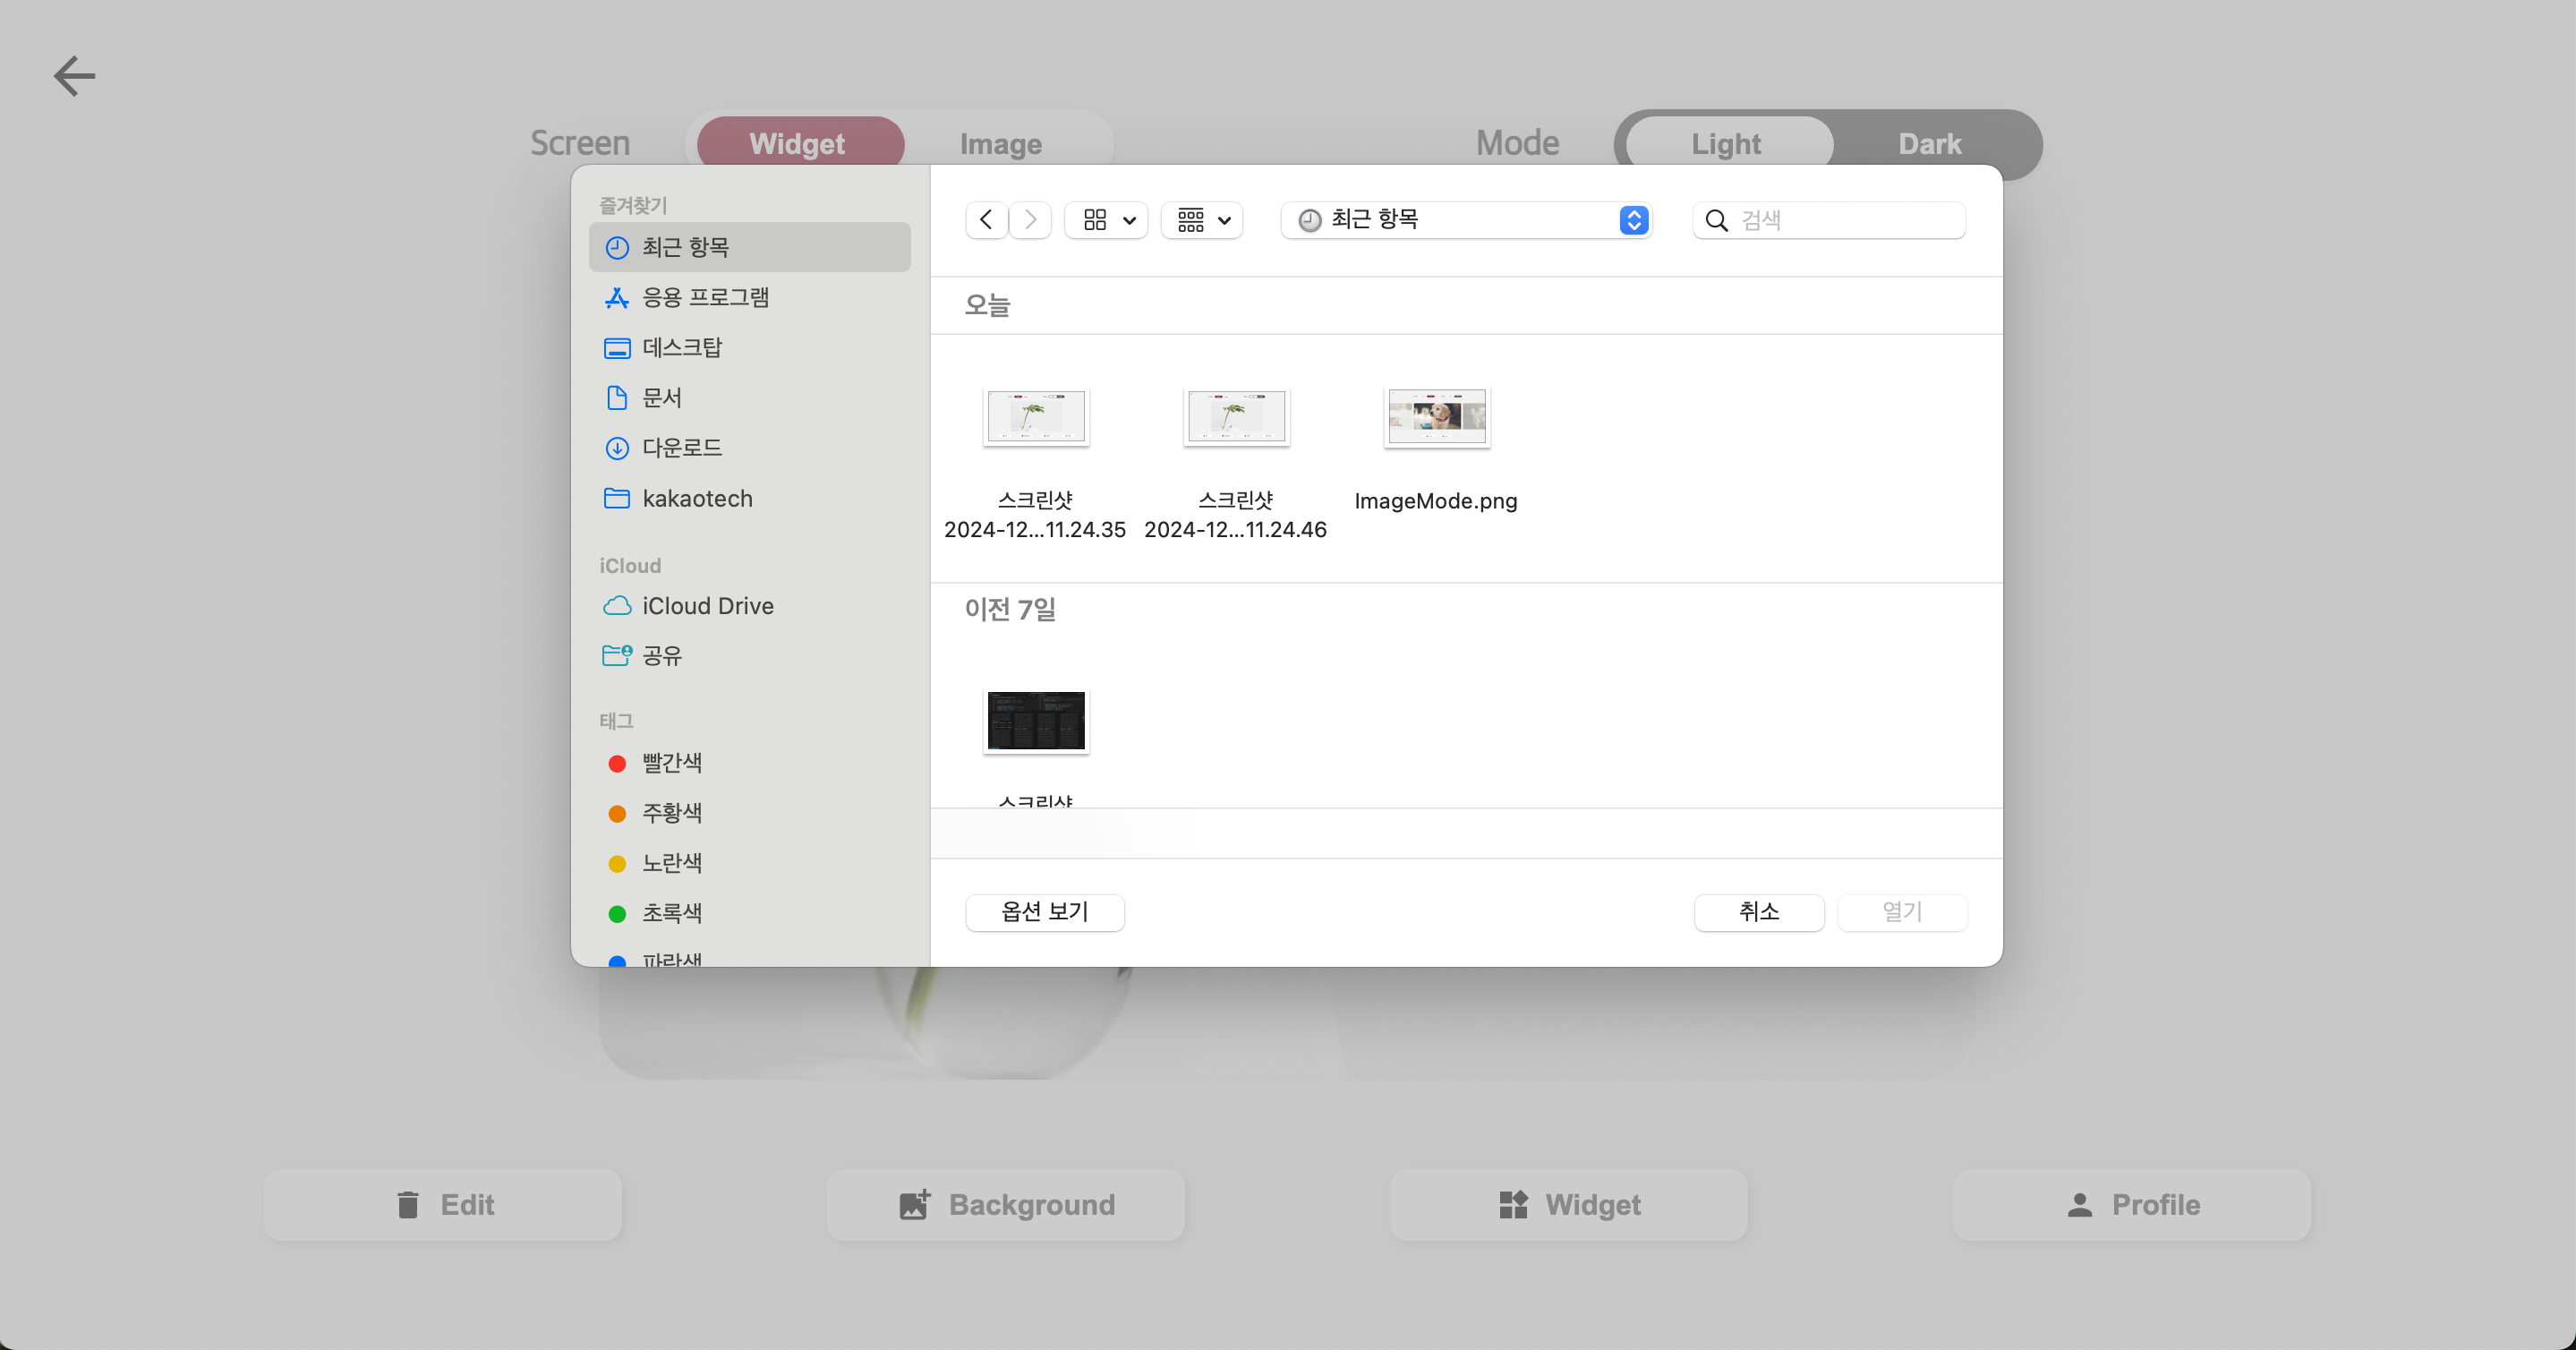 Screen
Widget
Image
Mode
Light
Dark
즐겨찾기
최근 항목
응용 프로그램
데스크탑
문서
다운로드
kakaotech
iCloud
iCloud Drive
공유
태그
빨간색
주황색
노란색
초록색
파란색
최근 항목
검색
오늘
스크린샷
2024-12...11.24.35
스크린샷
2024-12...11.24.46
ImageMode.png
이전 7일
스크린샷
옵션 보기
취소
열기
Edit
Background
Widget
Profile